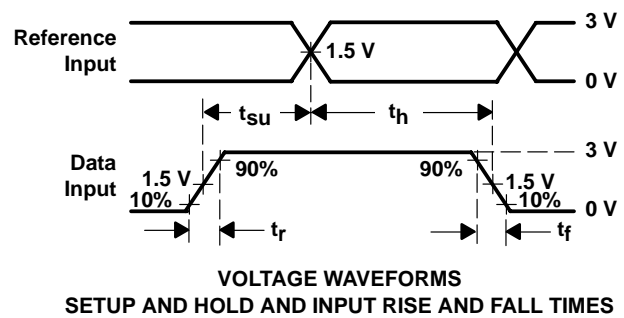 Reference
Input
3 V
1.5 V
0 V
tsu
th
Data
Input
3 V
90%
90%
1.5 V
1.5 V
10%
10%
0 V
tr
tf
VOLTAGE WAVEFORMS
SETUP AND HOLD AND INPUT RISE AND FALL TIMES